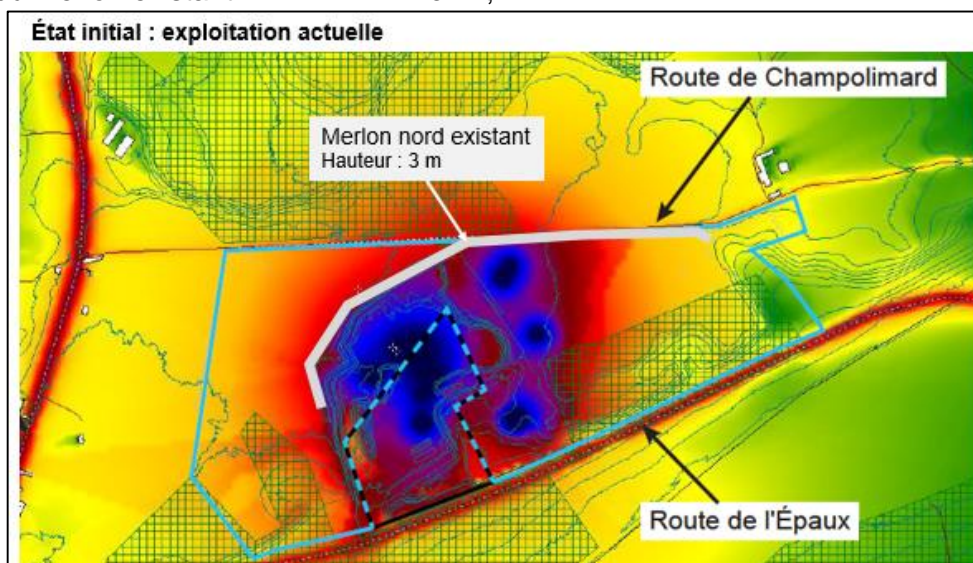 État initial : exploitation actuelle
Route de Champolimard
Merlon nord existant
Hauteur : 3 m
Route de l'Épaux